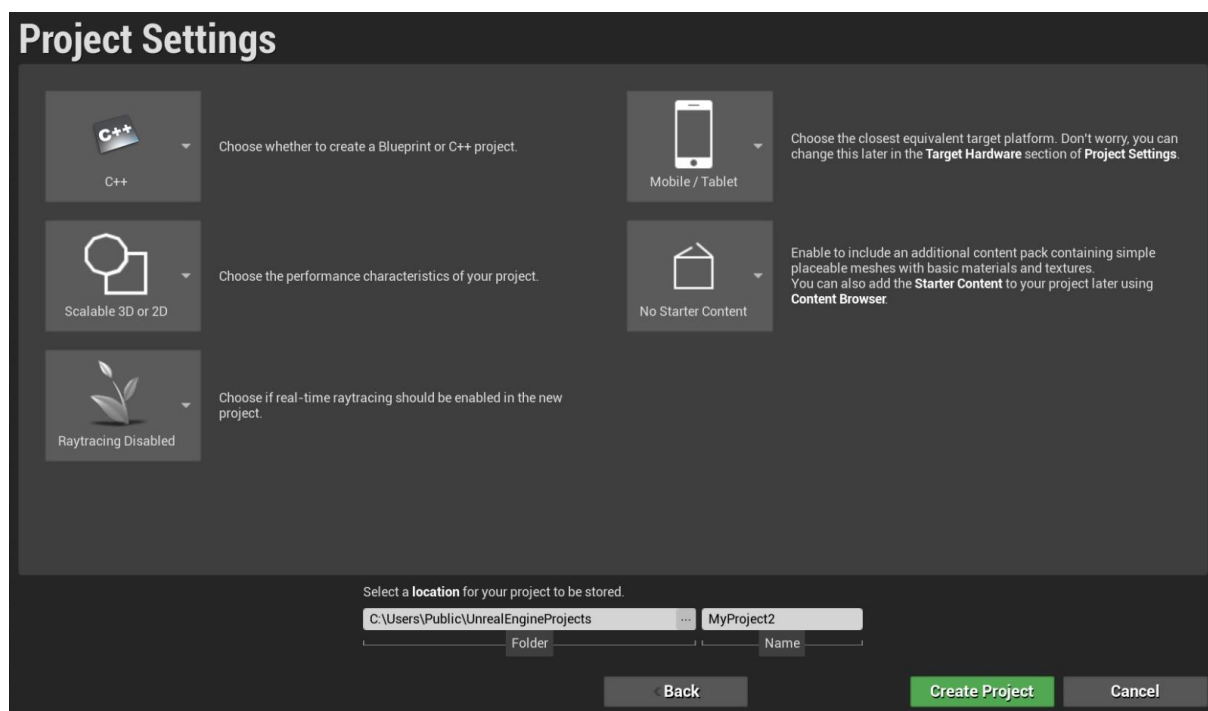 Project Settings
C++
C++
Choose whether to create a Blueprint or C++ project.
Mobile / Tablet
Choose the closest equivalent target platform. Don't worry, you can
change this later in the Target Hardware section of Project Settings.
Scalable 3D or 2D
Choose the performance characteristics of your project.
No Starter Content
Enable to include an additional content pack containing simple
placeable meshes with basic materials and textures.
You can also add the Starter Content to your project later using
Content Browser.
Raytracing Disabled
Choose if real-time raytracing should be enabled in the new
project.
Select a location for your project to be stored.
C:\Users\Public\UnrealEngineProjects ... MyProject2
Folder Name
Back Create Project Cancel